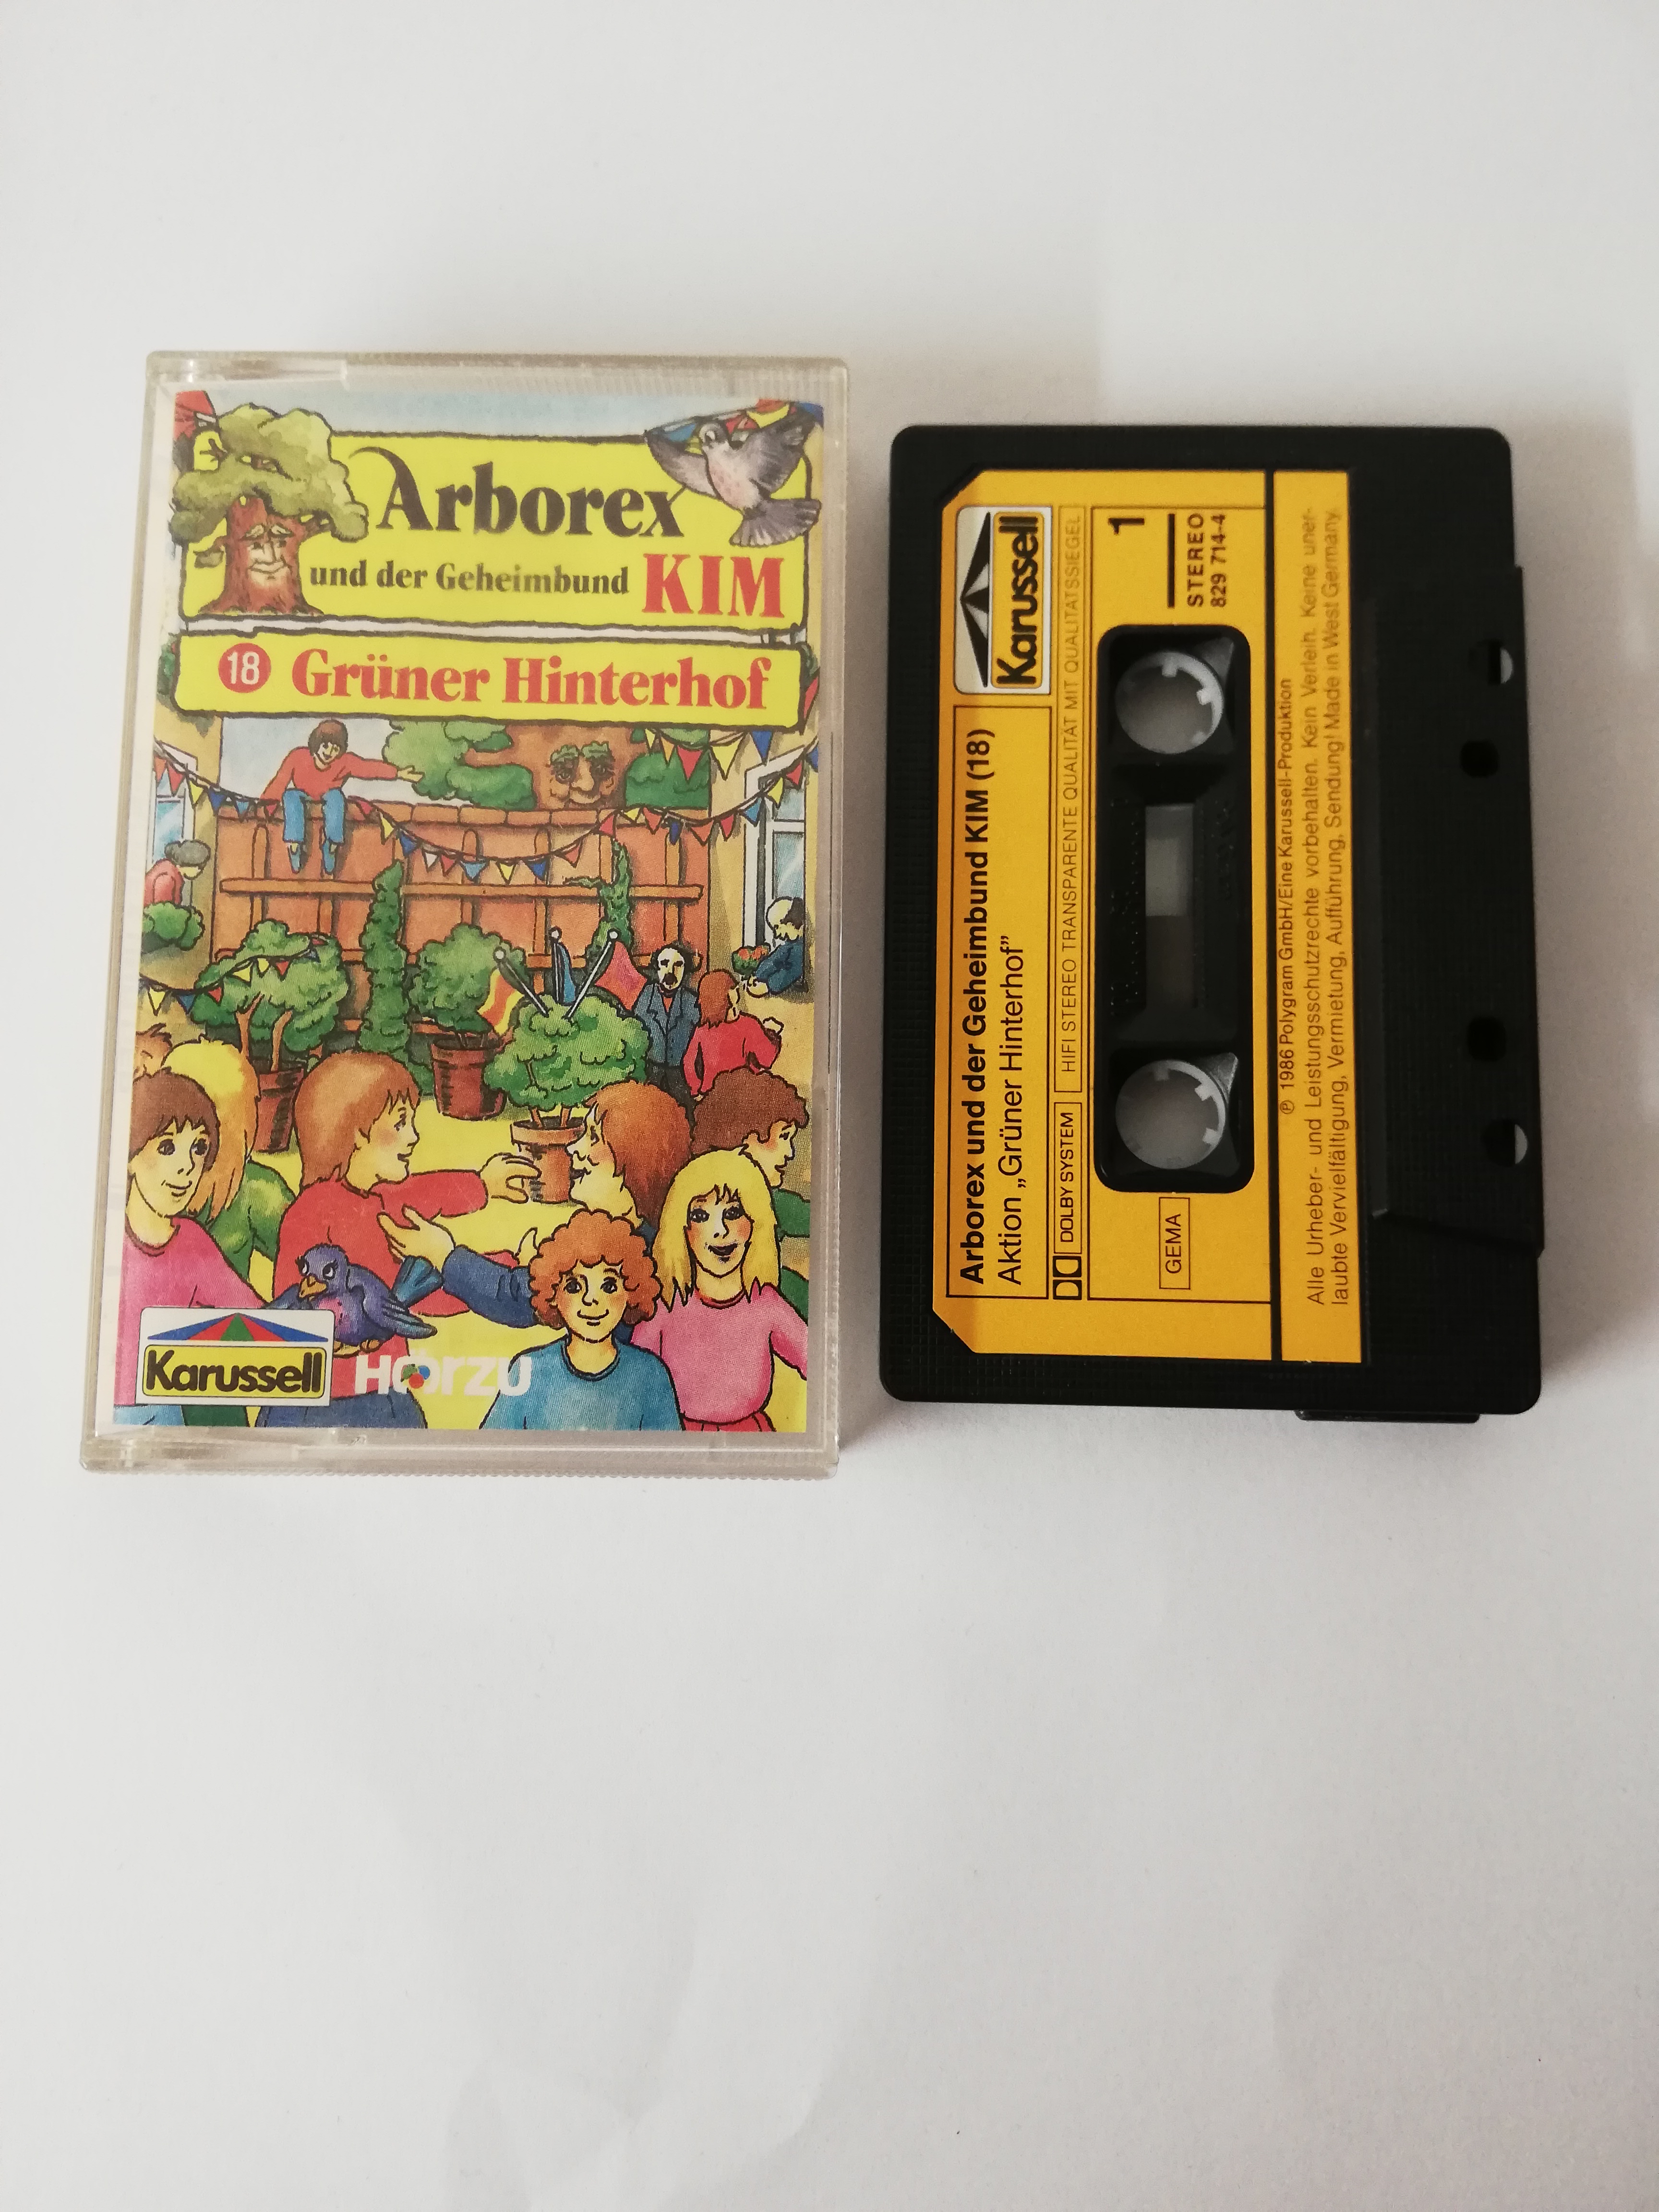 Arborex
und der Geheimbund KIM
18 Grüner Hinterhof
Karussell
HÖRZU
Karussell
Arborex und der Geheimbund KIM (18)
Aktion „Grüner Hinterhof”
DOLBY SYSTEM
HIFI STEREO TRANSPARENTE QUALITÄT MIT QUALITÄTSSIEGEL
1
STEREO
829 714-4
GEMA
℗ 1986 Polygram GmbH/Eine Karussell-Produktion
Alle Urheber- und Leistungsschutzrechte vorbehalten. Kein Verleih. Keine uner-
laubte Vervielfältigung, Vermietung, Aufführung, Sendung! Made in West Germany.